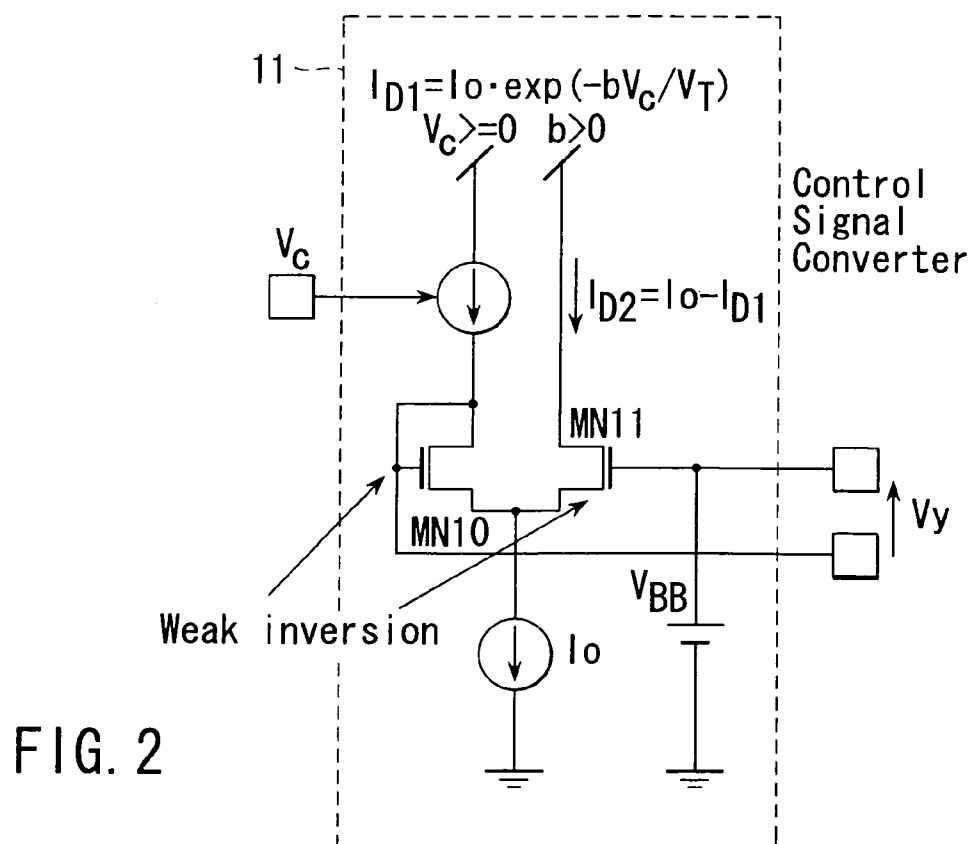 11
I_D1=Io·exp(-bV_c/V_T)
V_c>=0 b>0
Control
Signal
Converter
V_c
I_D2=Io-I_D1
MN11
MN10
Vy
V_BB
Weak inversion
Io
FIG. 2